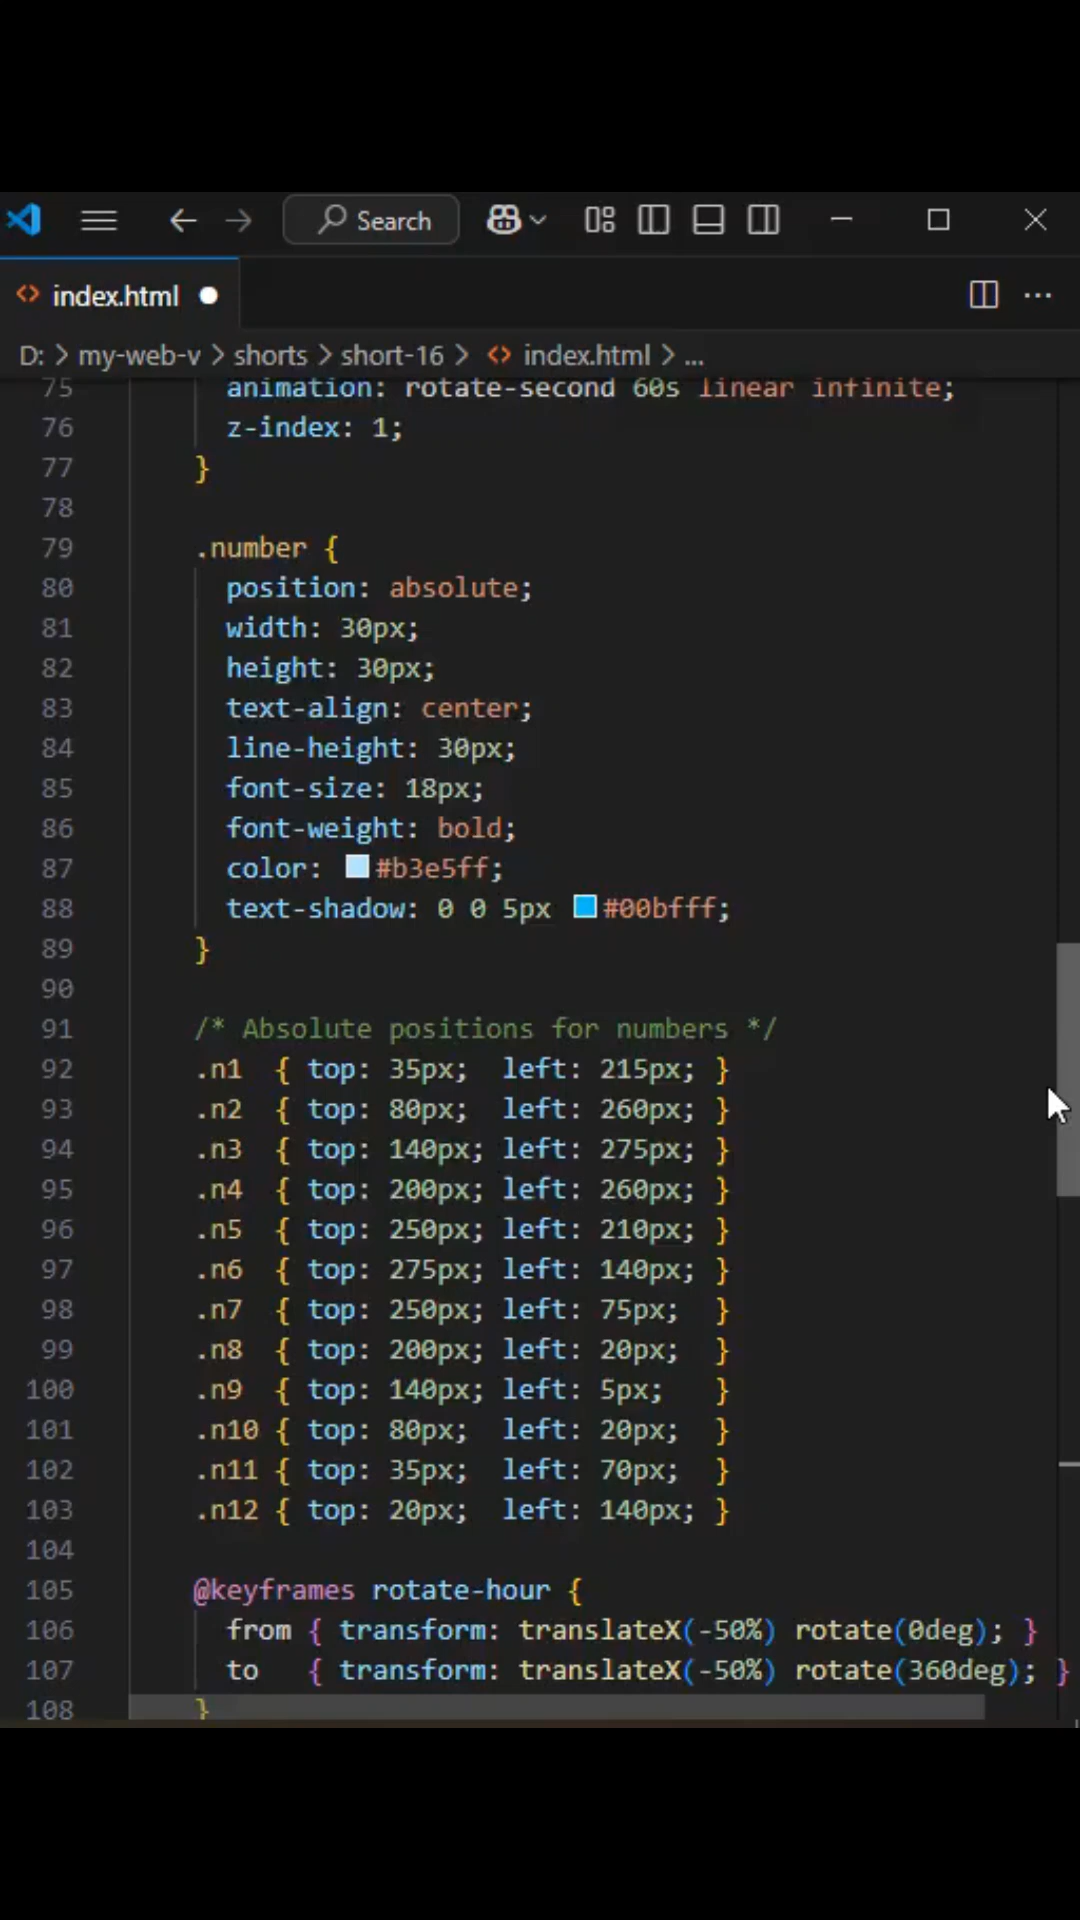 Search
index.html
D: > my-web-v > shorts > short-16 > index.html > ...
75 animation: rotate-second 60s linear infinite;
76 z-index: 1;
77 }
78
79 .number {
80 position: absolute;
81 width: 30px;
82 height: 30px;
83 text-align: center;
84 line-height: 30px;
85 font-size: 18px;
86 font-weight: bold;
87 color: #b3e5ff;
88 text-shadow: 0 0 5px #00bfff;
89 }
90
91 /* Absolute positions for numbers */
92 .n1 { top: 35px; left: 215px; }
93 .n2 { top: 80px; left: 260px; }
94 .n3 { top: 140px; left: 275px; }
95 .n4 { top: 200px; left: 260px; }
96 .n5 { top: 250px; left: 210px; }
97 .n6 { top: 275px; left: 140px; }
98 .n7 { top: 250px; left: 75px; }
99 .n8 { top: 200px; left: 20px; }
100 .n9 { top: 140px; left: 5px; }
101 .n10 { top: 80px; left: 20px; }
102 .n11 { top: 35px; left: 70px; }
103 .n12 { top: 20px; left: 140px; }
104
105 @keyframes rotate-hour {
106 from { transform: translateX(-50%) rotate(0deg); }
107 to { transform: translateX(-50%) rotate(360deg); }
108 }